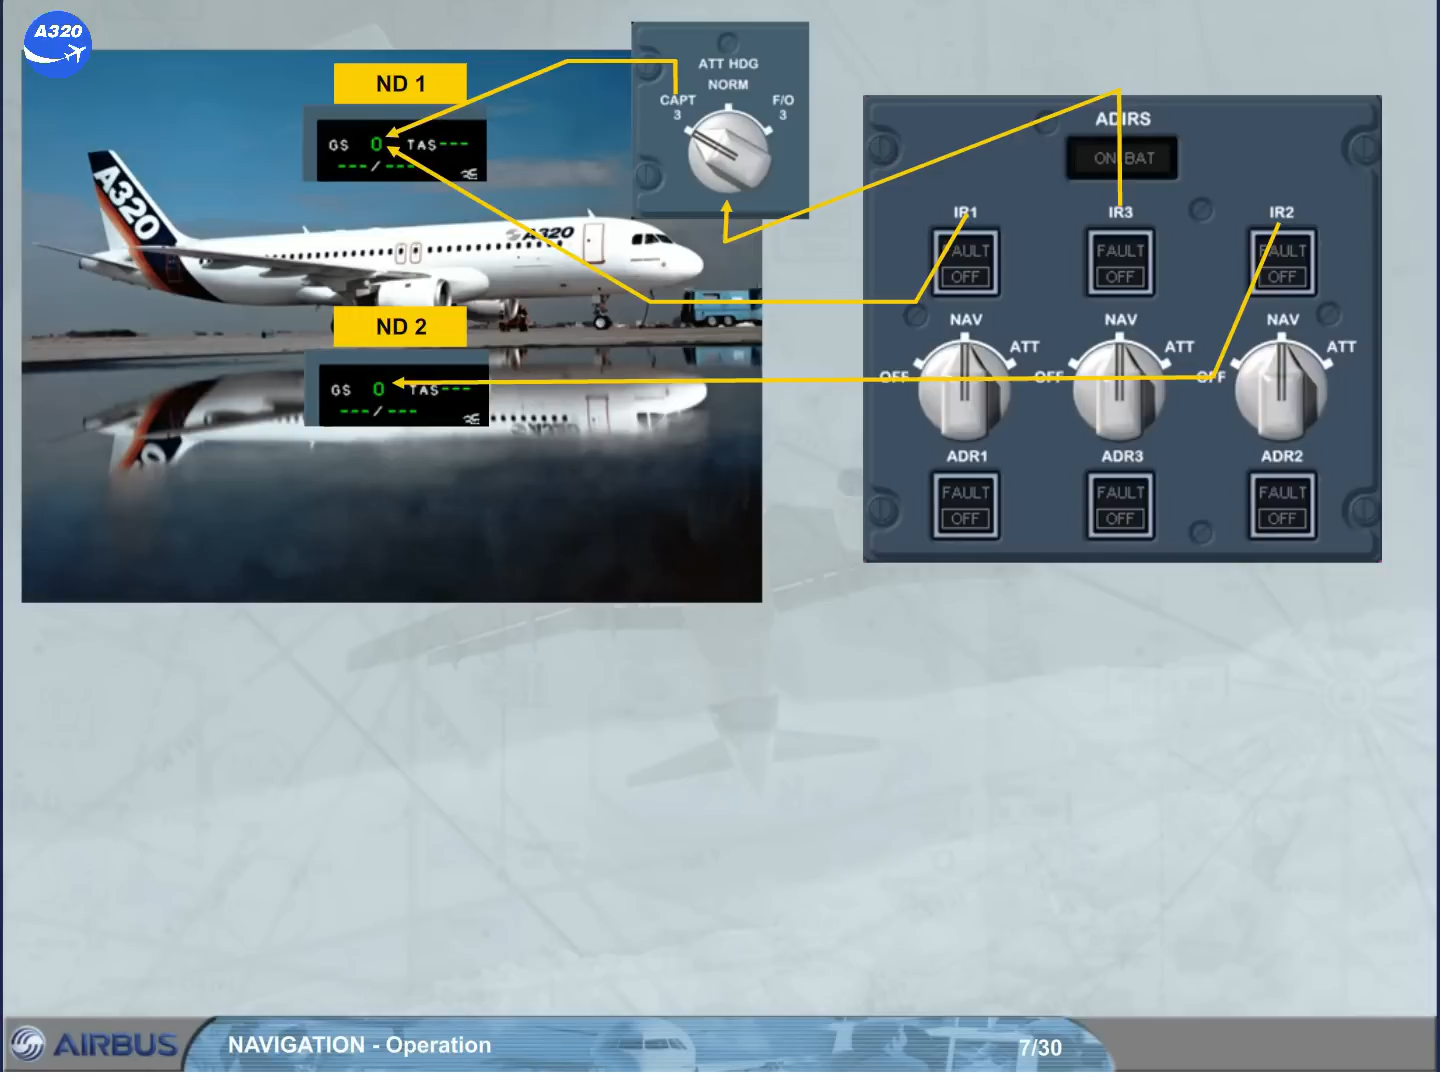 A320
ND 1
GS 0 TAS---
---/---
ATT HDG
NORM
CAPT
3
F/O
3
ADIRS
ON BAT
IR1
IR3
IR2
FAULT
OFF
FAULT
OFF
FAULT
OFF
NAV
ATT
OFF
NAV
ATT
OFF
NAV
ATT
OFF
ADR1
ADR3
ADR2
FAULT
OFF
FAULT
OFF
FAULT
OFF
A320
A320
ND 2
GS 0 TAS---
---/---
AIRBUS
NAVIGATION - Operation
7/30